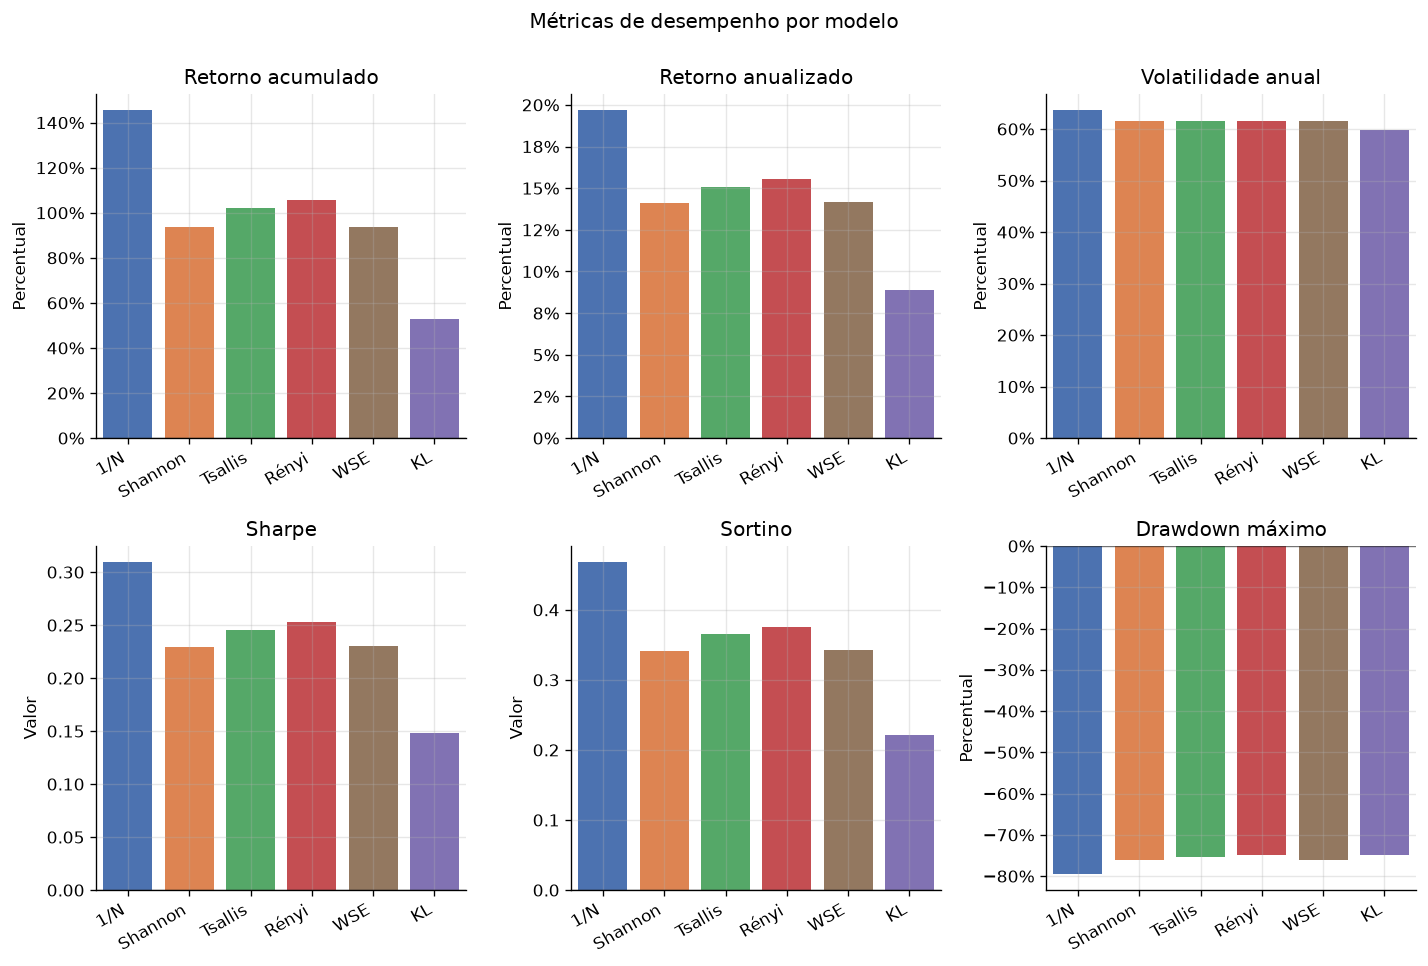 Métricas de desempenho por modelo
Retorno acumulado
Percentual
140%
120%
100%
80%
60%
40%
20%
0%
1/N
Shannon
Tsallis
Rényi
WSE
KL
Retorno anualizado
Percentual
20%
18%
15%
12%
10%
8%
5%
2%
0%
1/N
Shannon
Tsallis
Rényi
WSE
KL
Volatilidade anual
Percentual
60%
50%
40%
30%
20%
10%
0%
1/N
Shannon
Tsallis
Rényi
WSE
KL
Sharpe
Valor
0.30
0.25
0.20
0.15
0.10
0.05
0.00
1/N
Shannon
Tsallis
Rényi
WSE
KL
Sortino
Valor
0.4
0.3
0.2
0.1
0.0
1/N
Shannon
Tsallis
Rényi
WSE
KL
Drawdown máximo
Percentual
0%
−10%
−20%
−30%
−40%
−50%
−60%
−70%
−80%
1/N
Shannon
Tsallis
Rényi
WSE
KL